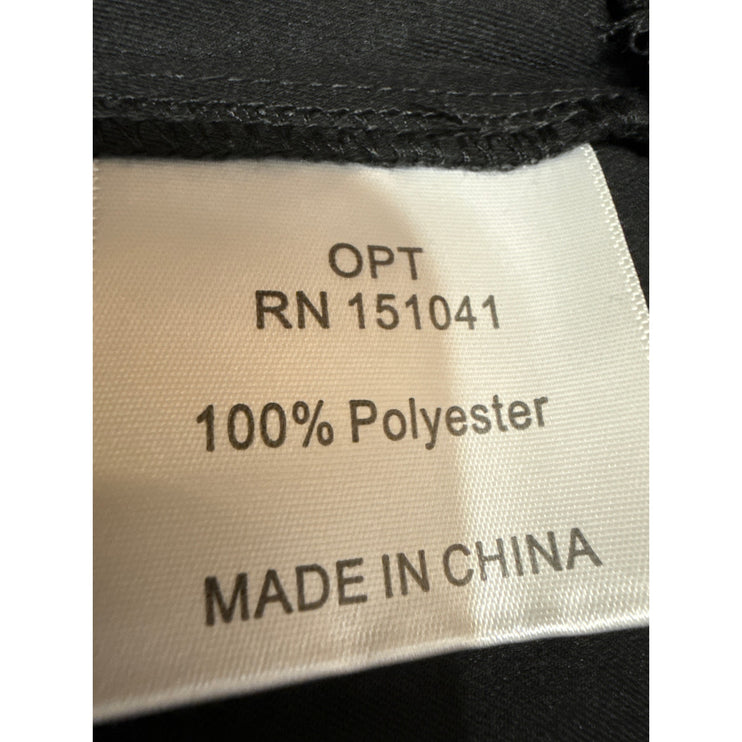 OPT
RN 151041
100% Polyester
MADE IN CHINA